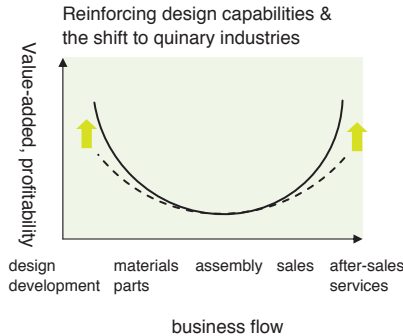 Reinforcing design capabilities &
the shift to quinary industries
Value-added, profitability
design materials assembly sales after-sales
development parts services
business flow